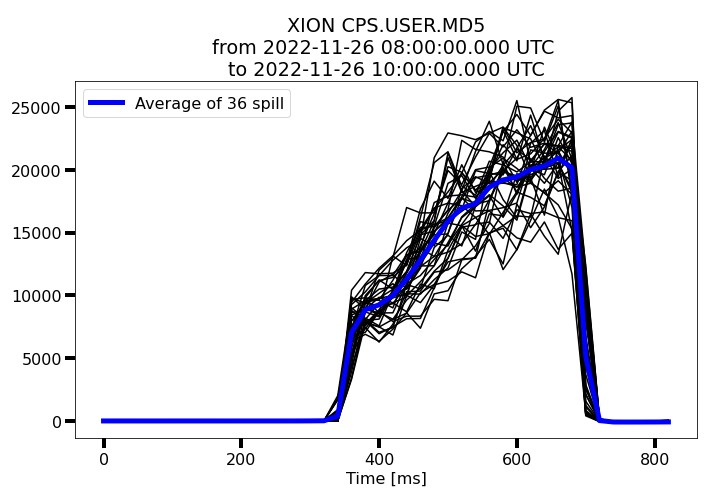 XION CPS.USER.MD5
from 2022-11-26 08:00:00.000 UTC
to 2022-11-26 10:00:00.000 UTC
Average of 36 spill
25000
20000
15000
10000
5000
0
0 200 400 600 800
Time [ms]